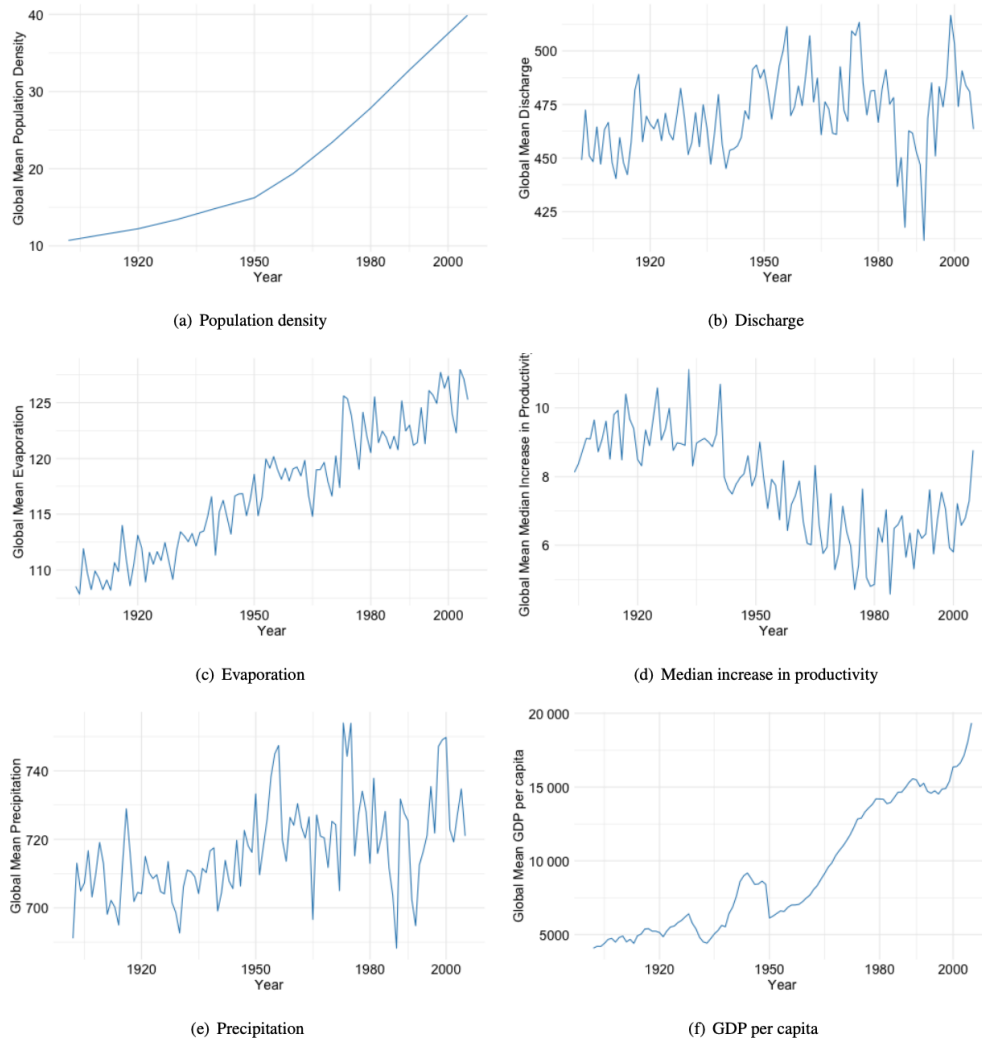 Global Mean Population Density
40
30
20
10
1920
1950
1980
2000
Year
(a) Population density
Global Mean Discharge
500
475
450
425
1920
1950
1980
2000
Year
(b) Discharge
Global Mean Evaporation
125
120
115
110
1920
1950
1980
2000
Year
(c) Evaporation
Global Mean Median Increase in Productivity
10
8
6
1920
1950
1980
2000
Year
(d) Median increase in productivity
Global Mean Precipitation
740
720
700
1920
1950
1980
2000
Year
(e) Precipitation
Global Mean GDP per capita
20 000
15 000
10 000
5000
1920
1950
1980
2000
Year
(f) GDP per capita